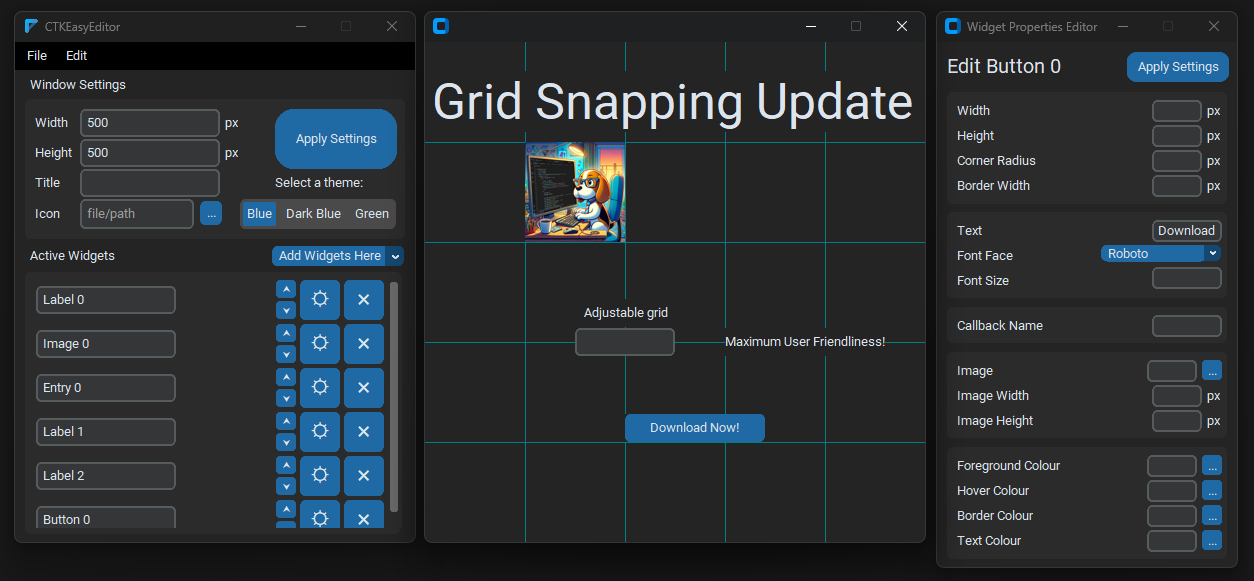 CTKEasyEditor
File Edit
Window Settings
Width 500 px
Height 500 px
Apply Settings
Title
Select a theme:
Icon file/path ...
Blue Dark Blue Green
Active Widgets
Add Widgets Here
Label 0
Image 0
Entry 0
Label 1
Label 2
Button 0
Grid Snapping Update
Adjustable grid
Maximum User Friendliness!
Download Now!
Widget Properties Editor
Edit Button 0
Apply Settings
Width px
Height px
Corner Radius px
Border Width px
Text Download
Font Face Roboto
Font Size
Callback Name
Image ...
Image Width px
Image Height px
Foreground Colour ...
Hover Colour ...
Border Colour ...
Text Colour ...